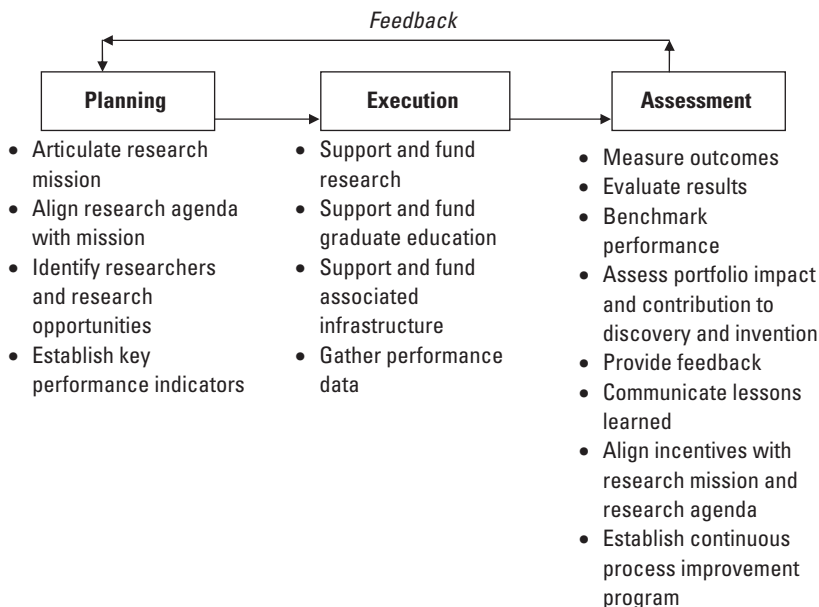 Feedback
Planning
Execution
Assessment
• Articulate research
mission
• Align research agenda
with mission
• Identify researchers
and research
opportunities
• Establish key
performance indicators
• Support and fund
research
• Support and fund
graduate education
• Support and fund
associated
infrastructure
• Gather performance
data
• Measure outcomes
• Evaluate results
• Benchmark
performance
• Assess portfolio impact
and contribution to
discovery and invention
• Provide feedback
• Communicate lessons
learned
• Align incentives with
research mission and
research agenda
• Establish continuous
process improvement
program